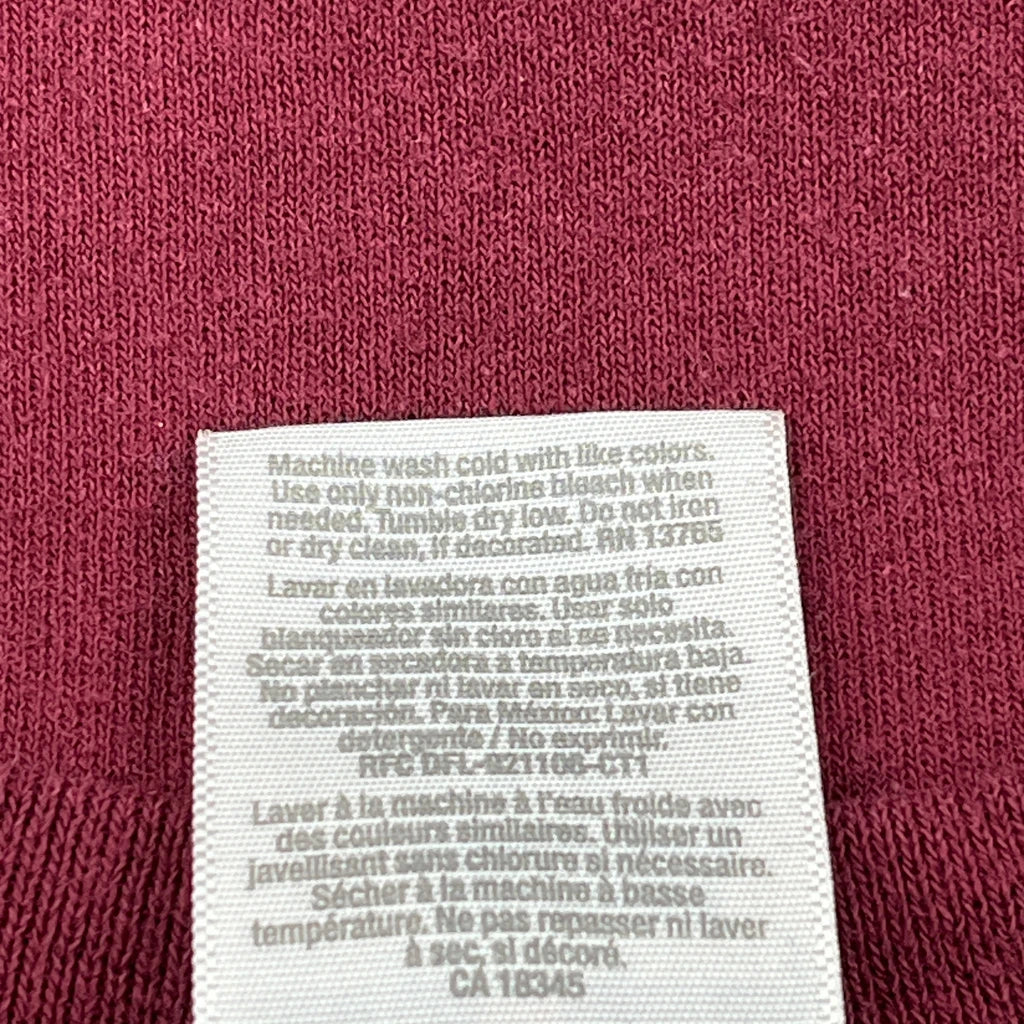 Machine wash cold with like colors.
Use only non-chlorine bleach when
needed. Tumble dry low. Do not iron
or dry clean, if decorated. RN 13765
Lavar en lavadora con agua fría con
colores similares. Usar solo
blanqueador sin cloro si se necesita.
Secar en secadora a temperatura baja.
No planchar ni lavar en seco, si tiene
decoración. Para México: Lavar con
detergente / No exprimir.
RFC DFL-921106-CT1
Laver à la machine à l'eau froide avec
des couleurs similaires. Utiliser un
javellisant sans chlorure si nécessaire.
Sécher à la machine à basse
température. Ne pas repasser ni laver
à sec, si décoré.
CA 18345